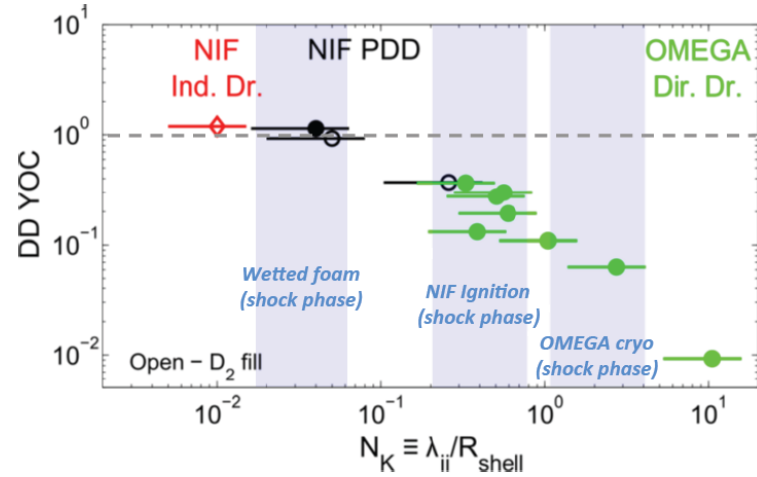 10¹
NIF
Ind. Dr.
NIF PDD
OMEGA
Dir. Dr.
10⁰
DD YOC
10⁻¹
Wetted foam
(shock phase)
NIF Ignition
(shock phase)
OMEGA cryo
(shock phase)
10⁻²
Open – D₂ fill
10⁻²
10⁻¹
10⁰
10¹
N_K ≡ λ_ii/R_shell